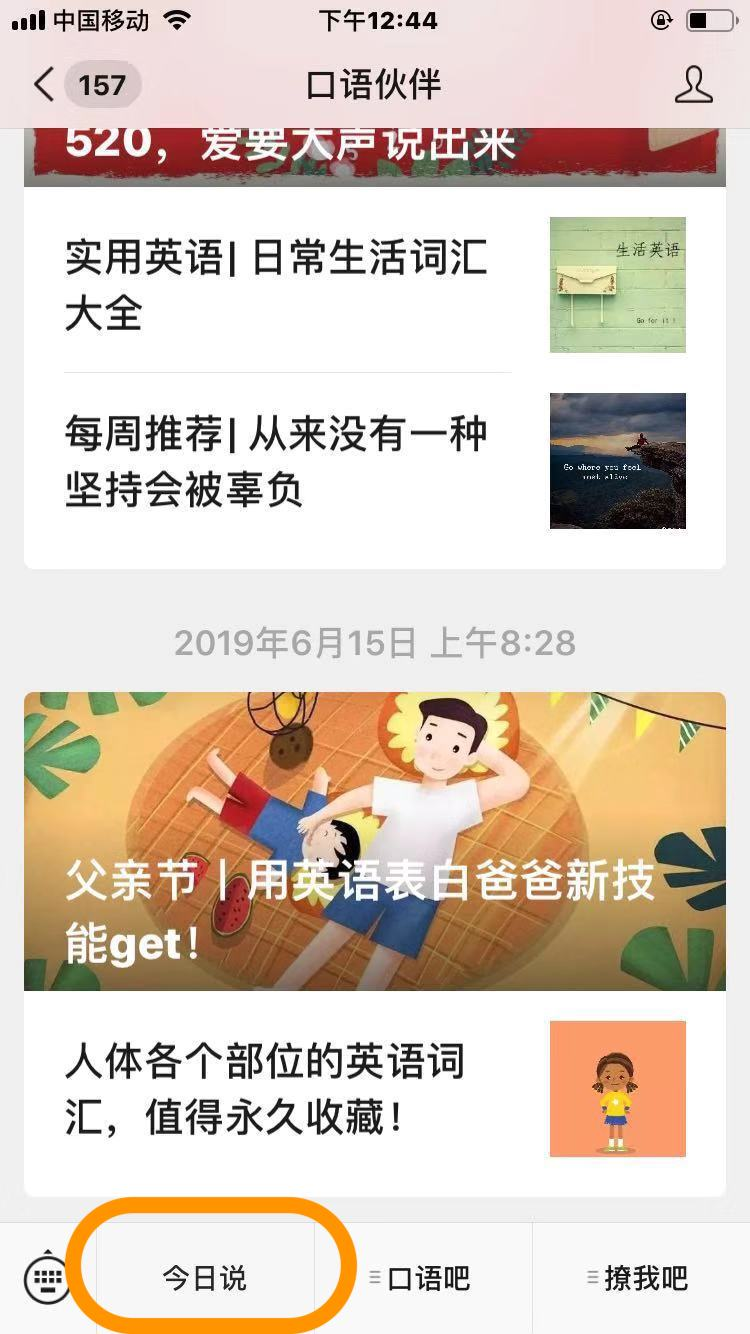 中国移动
下午12:44
157
口语伙伴
520，爱要大声说出来
实用英语| 日常生活词汇
大全
生活英语
Go for it !
每周推荐| 从来没有一种
坚持会被辜负
Go where you feel
most alive
2019年6月15日 上午8:28
父亲节｜用英语表白爸爸新技
能get！
人体各个部位的英语词
汇，值得永久收藏！
今日说
口语吧
撩我吧